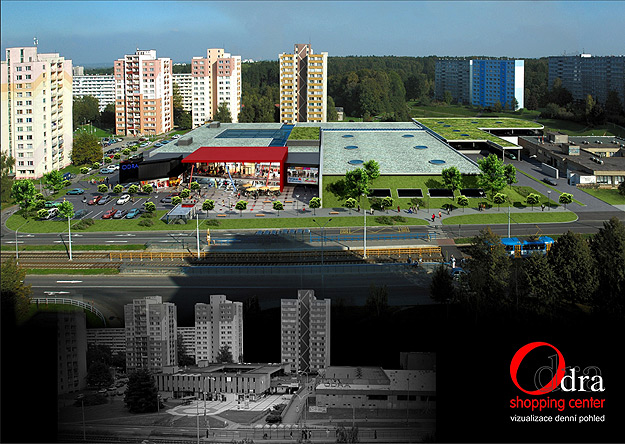 Odra
shopping center
vizualizace denní pohled